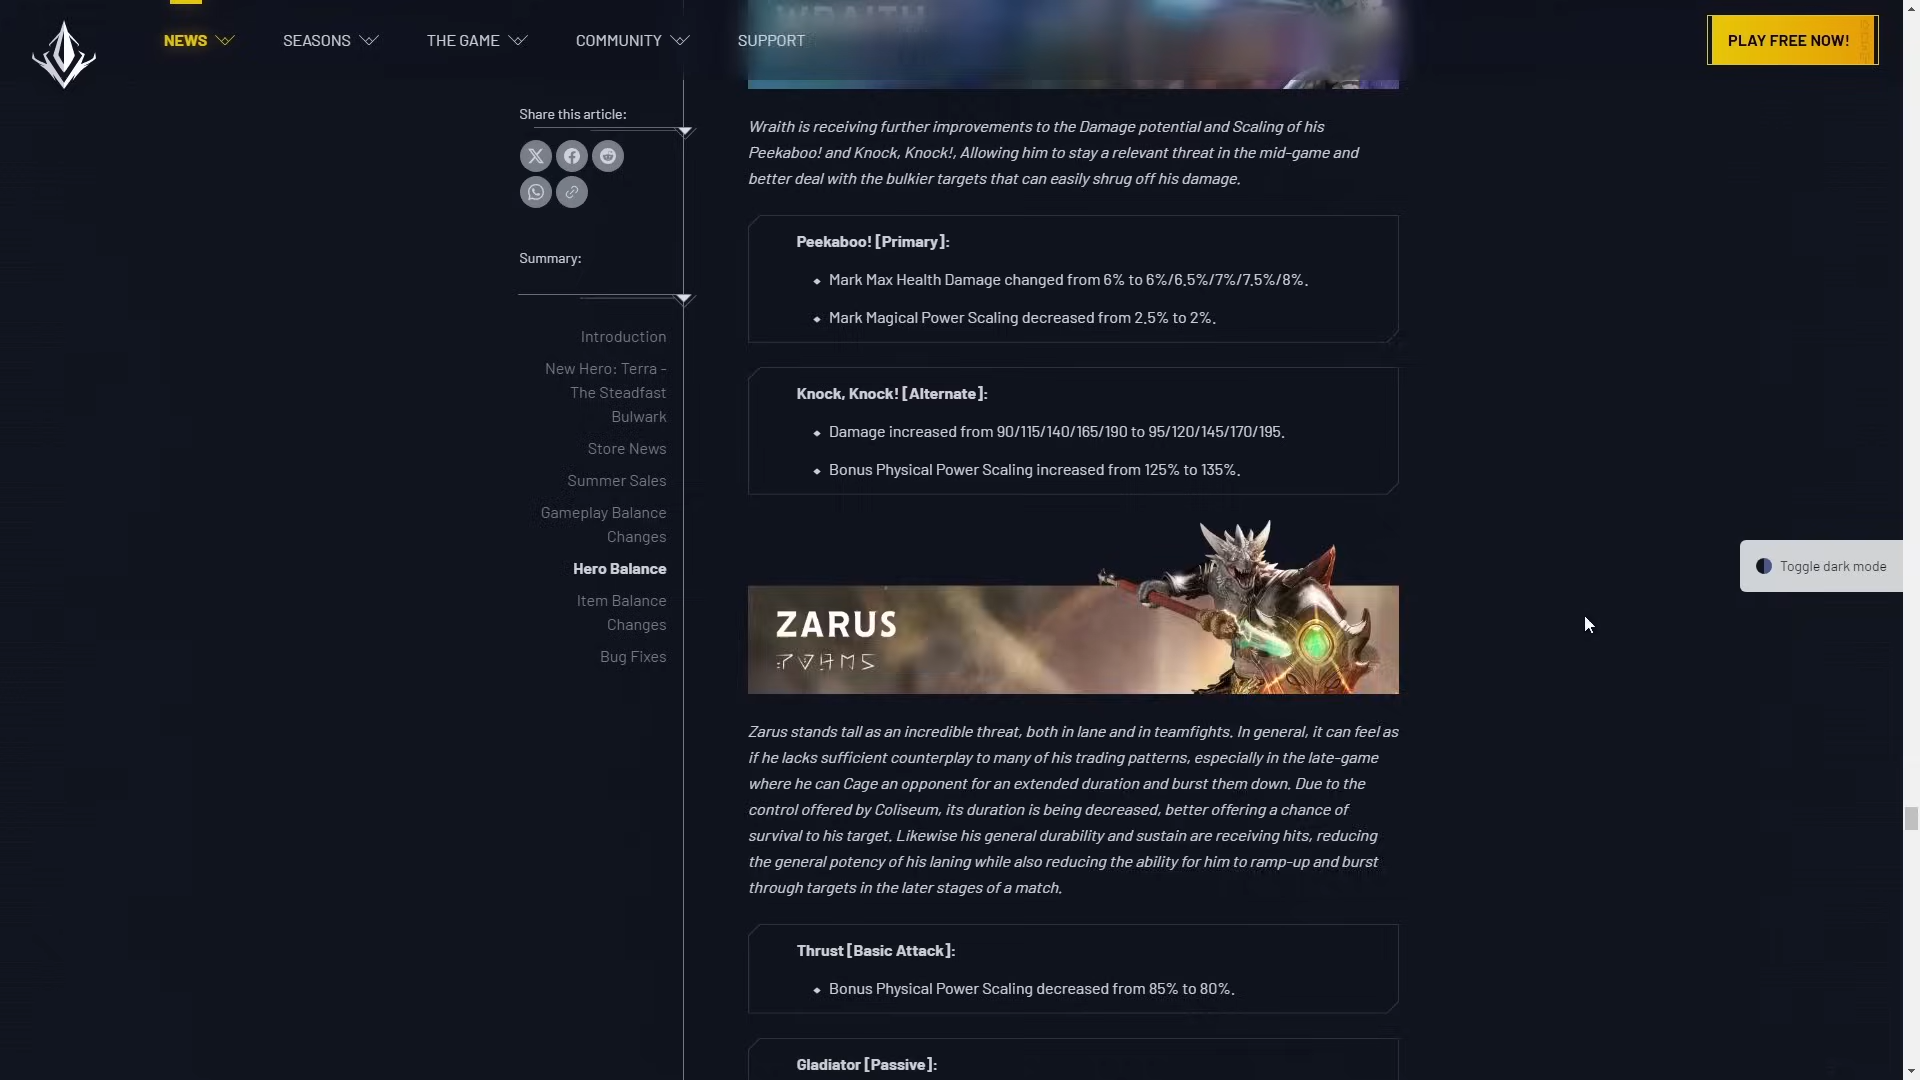 WRAITH
NEWS
SEASONS
THE GAME
COMMUNITY
SUPPORT
PLAY FREE NOW!
Share this article:
Summary:
Introduction
New Hero: Terra -
The Steadfast
Bulwark
Store News
Summer Sales
Gameplay Balance
Changes
Hero Balance
Item Balance
Changes
Bug Fixes
Wraith is receiving further improvements to the Damage potential and Scaling of his
Peekaboo! and Knock, Knock!, Allowing him to stay a relevant threat in the mid-game and
better deal with the bulkier targets that can easily shrug off his damage.
Peekaboo! [Primary]:
Mark Max Health Damage changed from 6% to 6%/6.5%/7%/7.5%/8%.
Mark Magical Power Scaling decreased from 2.5% to 2%.
Knock, Knock! [Alternate]:
Damage increased from 90/115/140/165/190 to 95/120/145/170/195.
Bonus Physical Power Scaling increased from 125% to 135%.
ZARUS
Zarus stands tall as an incredible threat, both in lane and in teamfights. In general, it can feel as
if he lacks sufficient counterplay to many of his trading patterns, especially in the late-game
where he can Cage an opponent for an extended duration and burst them down. Due to the
control offered by Coliseum, its duration is being decreased, better offering a chance of
survival to his target. Likewise his general durability and sustain are receiving hits, reducing
the general potency of his laning while also reducing the ability for him to ramp-up and burst
through targets in the later stages of a match.
Thrust [Basic Attack]:
Bonus Physical Power Scaling decreased from 85% to 80%.
Gladiator [Passive]:
Toggle dark mode